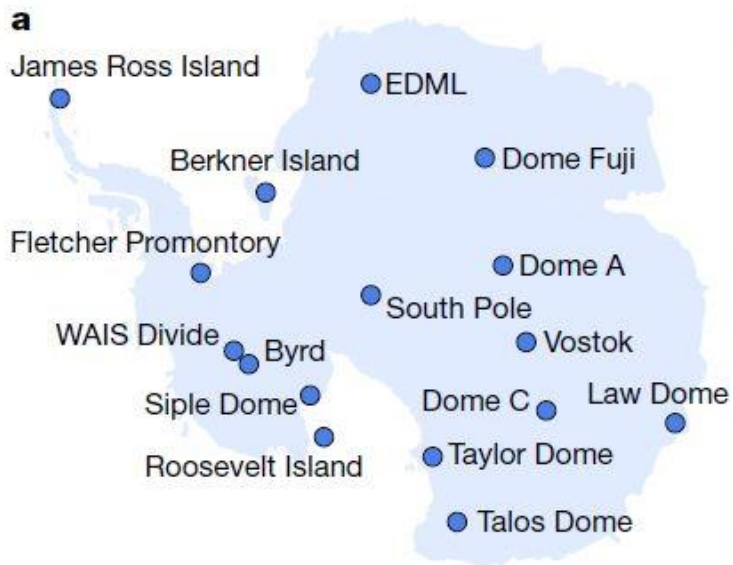 a
James Ross Island
EDML
Berkner Island
Dome Fuji
Fletcher Promontory
Dome A
South Pole
WAIS Divide
Byrd
Vostok
Siple Dome
Dome C
Law Dome
Roosevelt Island
Taylor Dome
Talos Dome